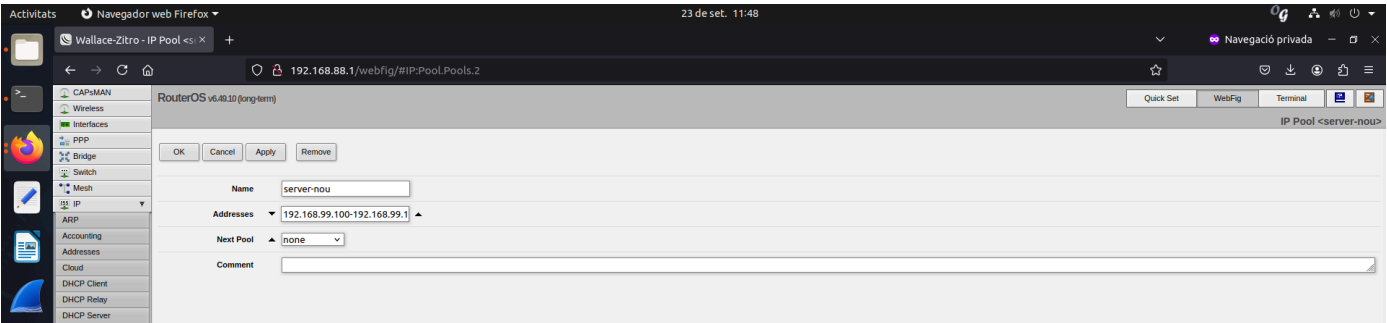 Activitats Navegador web Firefox 23 de set. 11:48
Wallace-Zitro - IP Pool <se Navegació privada
192.168.88.1/webfig/#IP:Pool.Pools.2
CAPsMAN
Wireless
Interfaces
PPP
Bridge
Switch
Mesh
IP
ARP
Accounting
Addresses
Cloud
DHCP Client
DHCP Relay
DHCP Server
RouterOS v6.49.10 (long-term) Quick Set WebFig Terminal
IP Pool <server-nou>
OK Cancel Apply Remove
Name server-nou
Addresses 192.168.99.100-192.168.99.1
Next Pool none
Comment